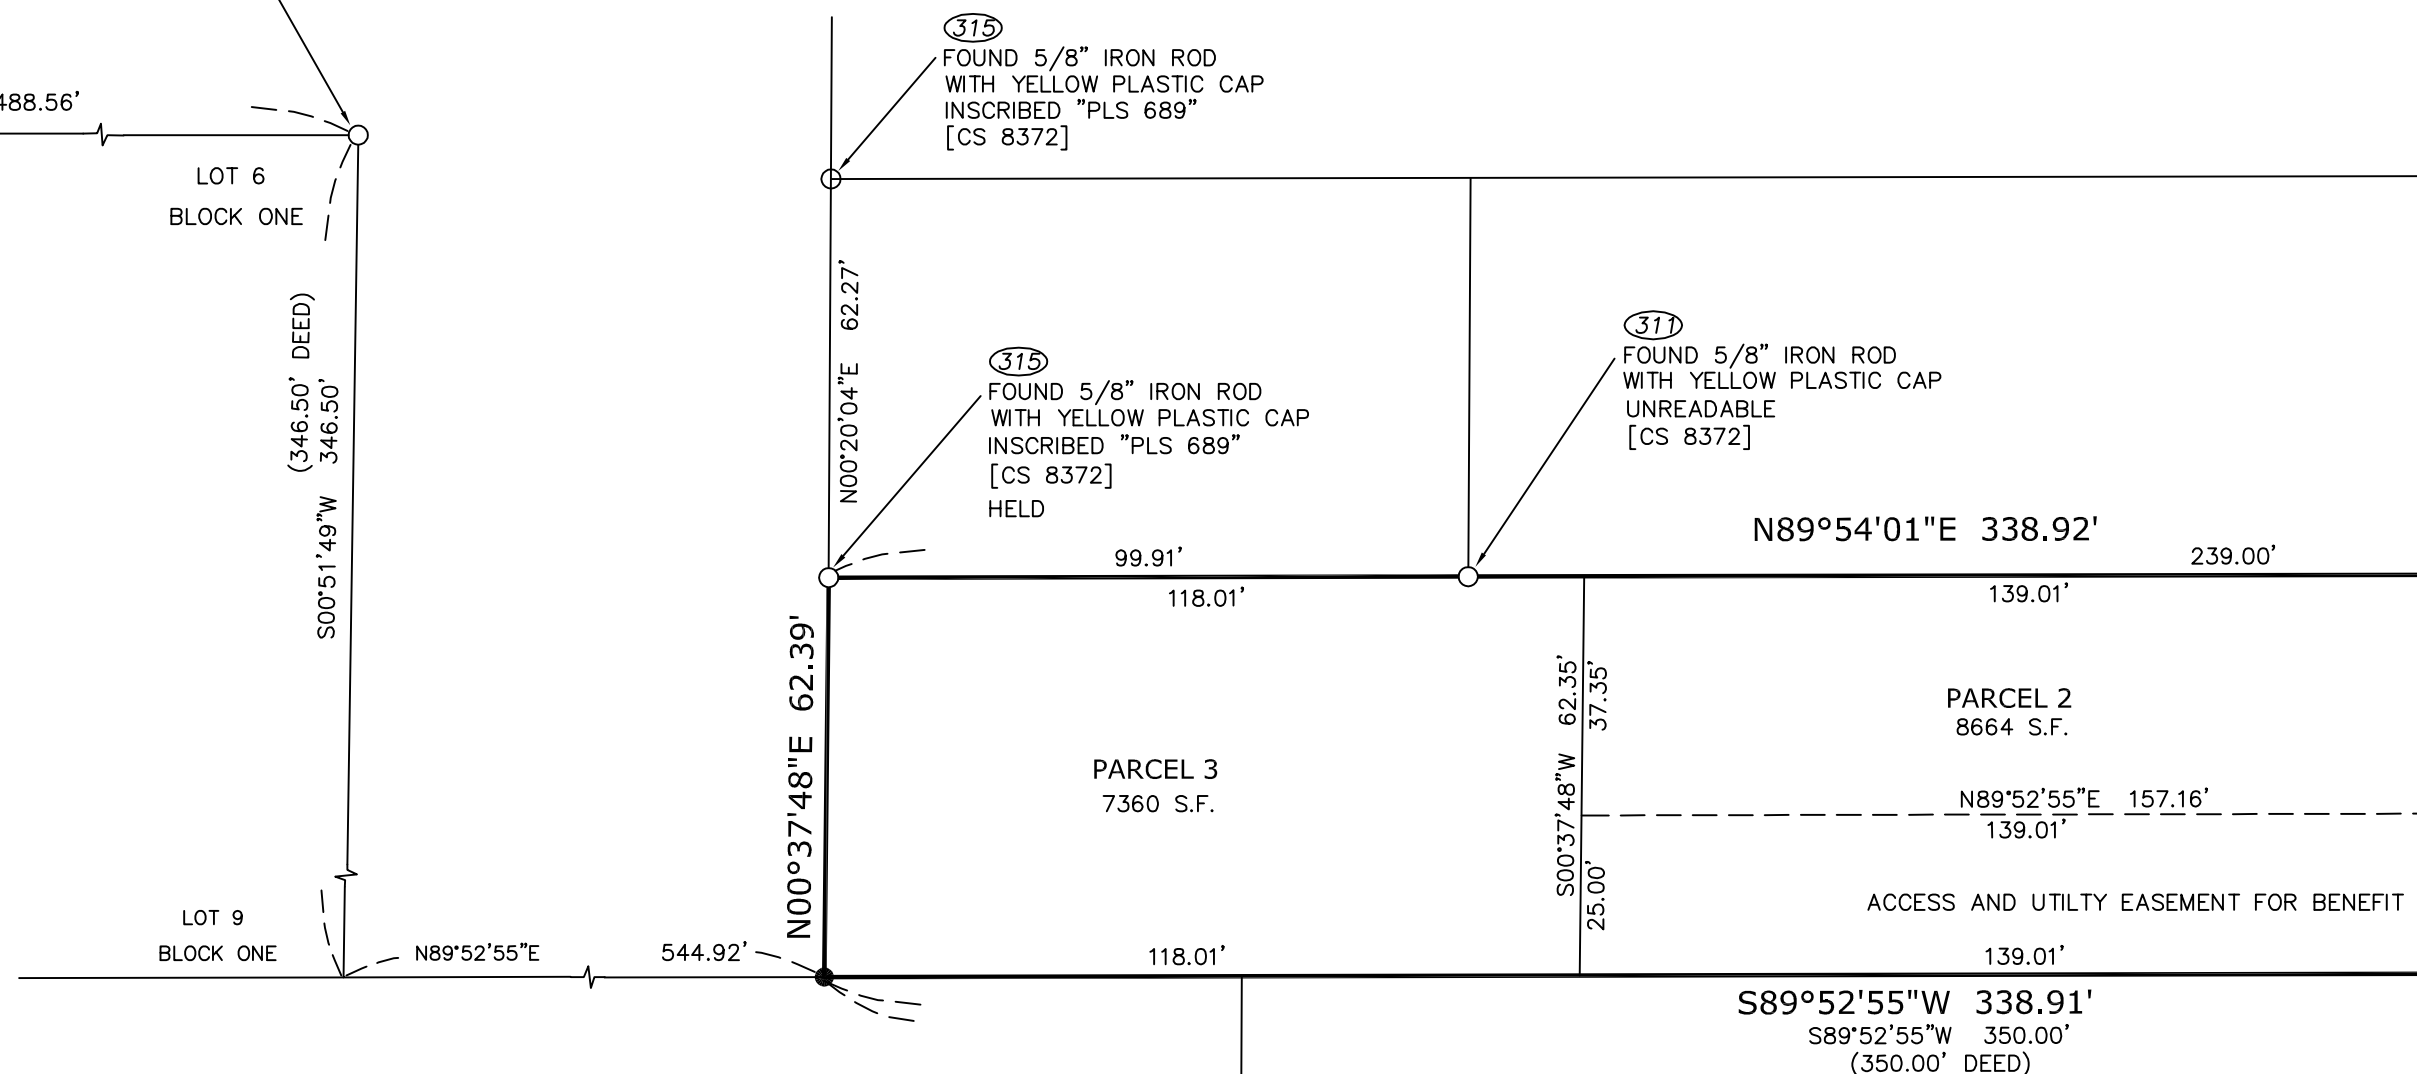 315
FOUND 5/8" IRON ROD
WITH YELLOW PLASTIC CAP
INSCRIBED "PLS 689"
[CS 8372]
488.56'
LOT 6
BLOCK ONE
(346.50' DEED)
S00°51'49"W 346.50'
N00°20'04"E 62.27'
315
FOUND 5/8" IRON ROD
WITH YELLOW PLASTIC CAP
INSCRIBED "PLS 689"
[CS 8372]
HELD
311
FOUND 5/8" IRON ROD
WITH YELLOW PLASTIC CAP
UNREADABLE
[CS 8372]
N89°54'01"E 338.92'
99.91'
239.00'
118.01'
139.01'
N00°37'48"E 62.39'
PARCEL 3
7360 S.F.
S00°37'48"W 62.35'
37.35'
25.00'
PARCEL 2
8664 S.F.
N89°52'55"E 157.16'
139.01'
ACCESS AND UTILTY EASEMENT FOR BENEFIT
LOT 9
BLOCK ONE
N89°52'55"E 544.92'
118.01'
139.01'
S89°52'55"W 338.91'
S89°52'55"W 350.00'
(350.00' DEED)